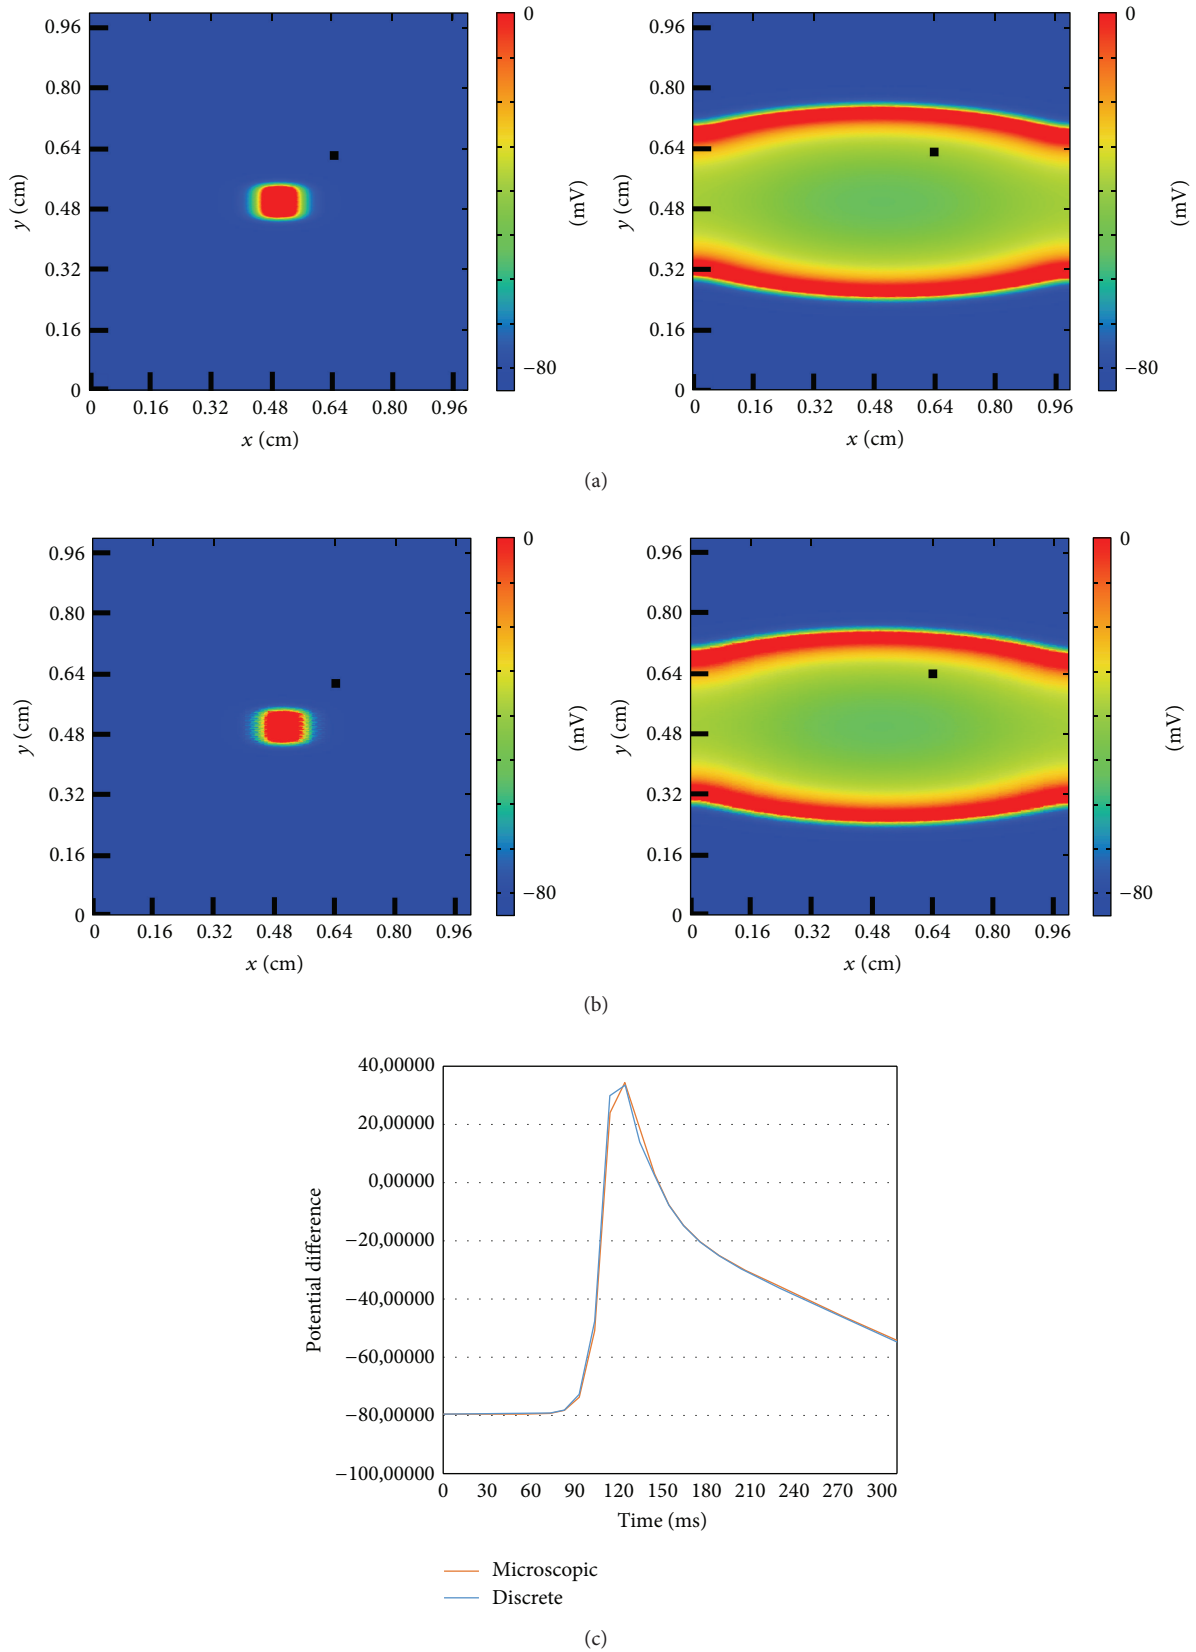 0.96
0.80
0.64
0.48
0.32
0.16
0
y (cm)
0 0.16 0.32 0.48 0.64 0.80 0.96
x (cm)
0
−80
(mV)
0.96
0.80
0.64
0.48
0.32
0.16
0
y (cm)
0 0.16 0.32 0.48 0.64 0.80 0.96
x (cm)
0
−80
(mV)
(a)
0.96
0.80
0.64
0.48
0.32
0.16
0
y (cm)
0 0.16 0.32 0.48 0.64 0.80 0.96
x (cm)
0
−80
(mV)
0.96
0.80
0.64
0.48
0.32
0.16
0
y (cm)
0 0.16 0.32 0.48 0.64 0.80 0.96
x (cm)
0
−80
(mV)
(b)
40,00000
20,00000
0,00000
−20,00000
−40,00000
−60,00000
−80,00000
−100,00000
Potential difference
0 30 60 90 120 150 180 210 240 270 300
Time (ms)
Microscopic
Discrete
(c)